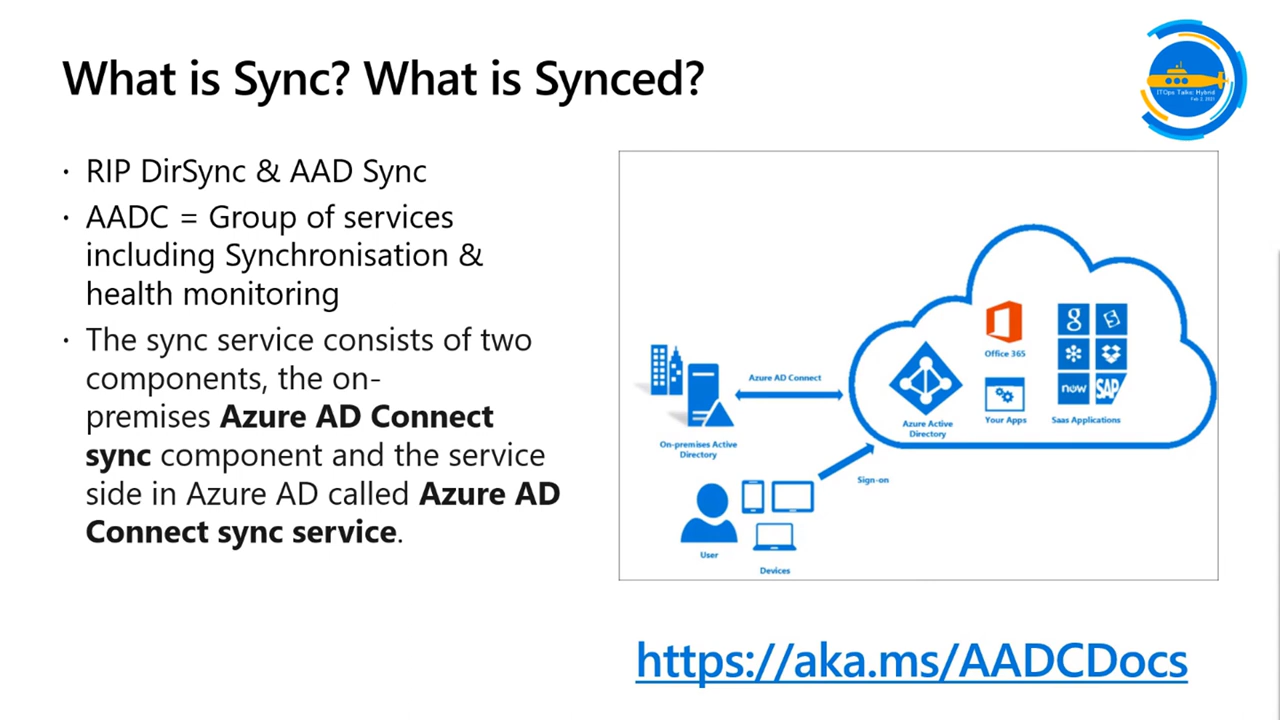 What is Sync? What is Synced?
ITOps Talks: Hybrid
Feb 2, 2021
· RIP DirSync & AAD Sync
· AADC = Group of services
including Synchronisation &
health monitoring
· The sync service consists of two
components, the on-
premises Azure AD Connect
sync component and the service
side in Azure AD called Azure AD
Connect sync service.
Azure AD Connect
On-premises Active
Directory
Azure Active
Directory
Office 365
Your Apps
g
now
SAP
Saas Applications
Sign-on
User
Devices
https://aka.ms/AADCDocs